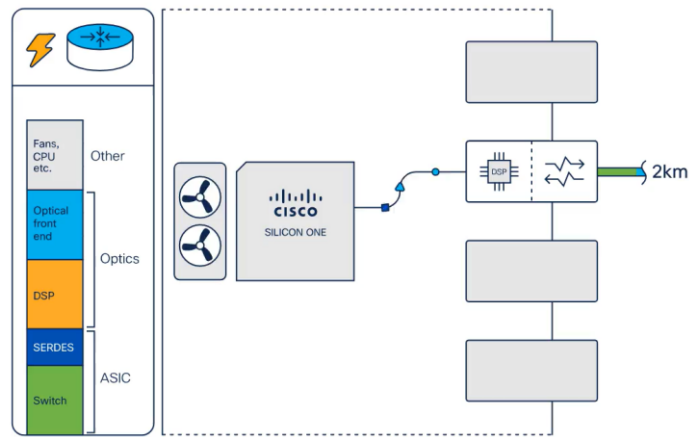 Fans,
CPU
etc.
Other
Optical
front
end
Optics
DSP
SERDES
ASIC
Switch
CISCO
SILICON ONE
DSP
2km